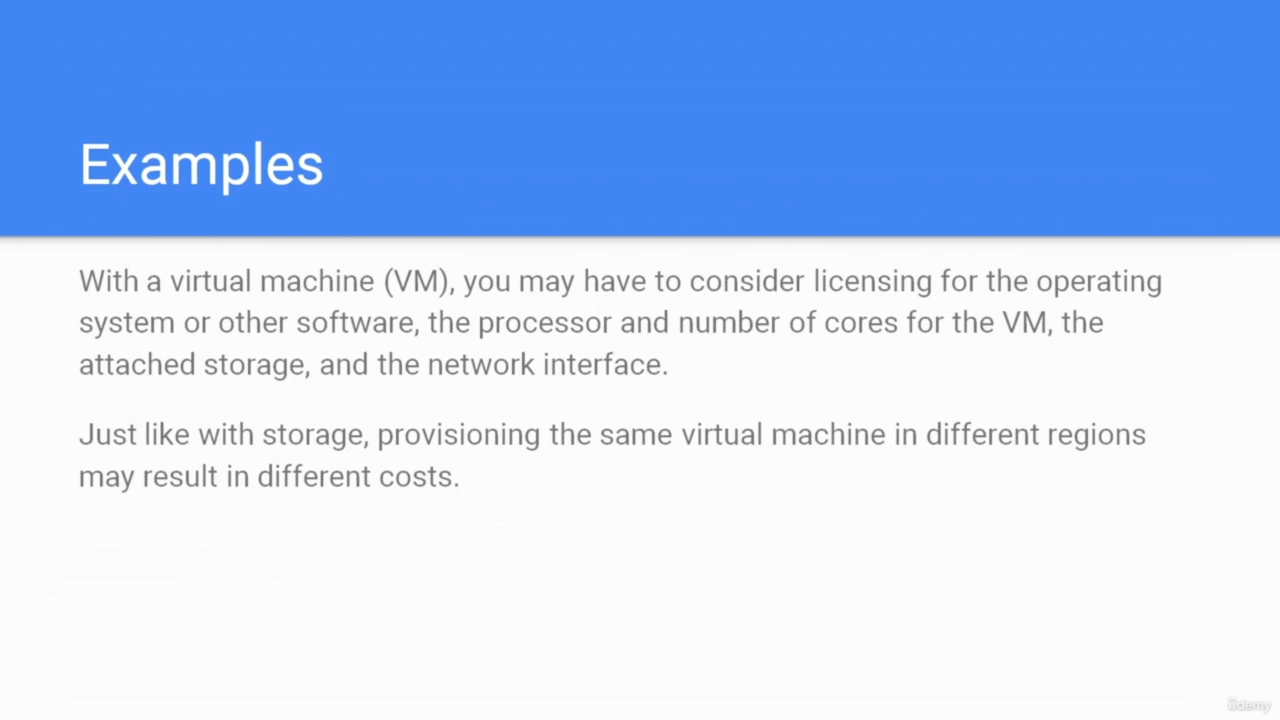 Examples
With a virtual machine (VM), you may have to consider licensing for the operating
system or other software, the processor and number of cores for the VM, the
attached storage, and the network interface.
Just like with storage, provisioning the same virtual machine in different regions
may result in different costs.
ûdemy